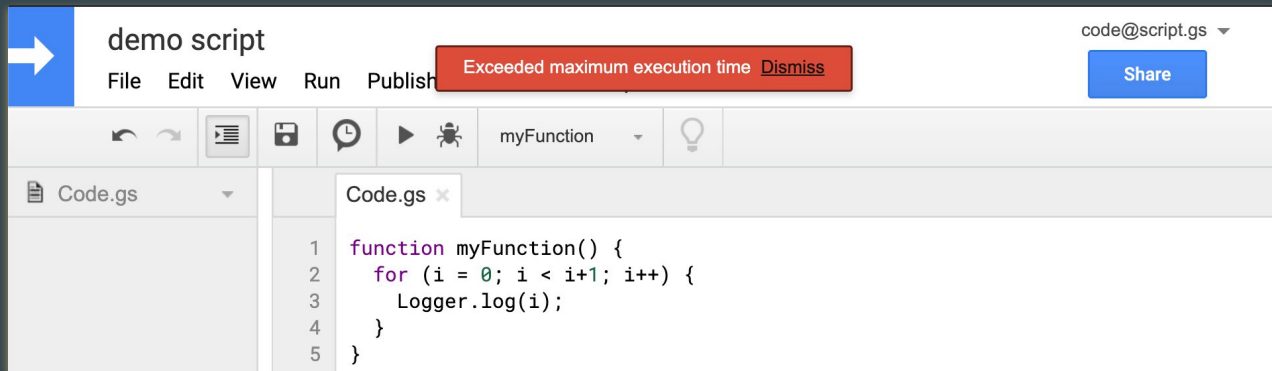 demo script
code@script.gs
File Edit View Run Publish
Exceeded maximum execution time Dismiss
Share
myFunction
Code.gs
Code.gs
1 function myFunction() {
2 for (i = 0; i < i+1; i++) {
3 Logger.log(i);
4 }
5 }